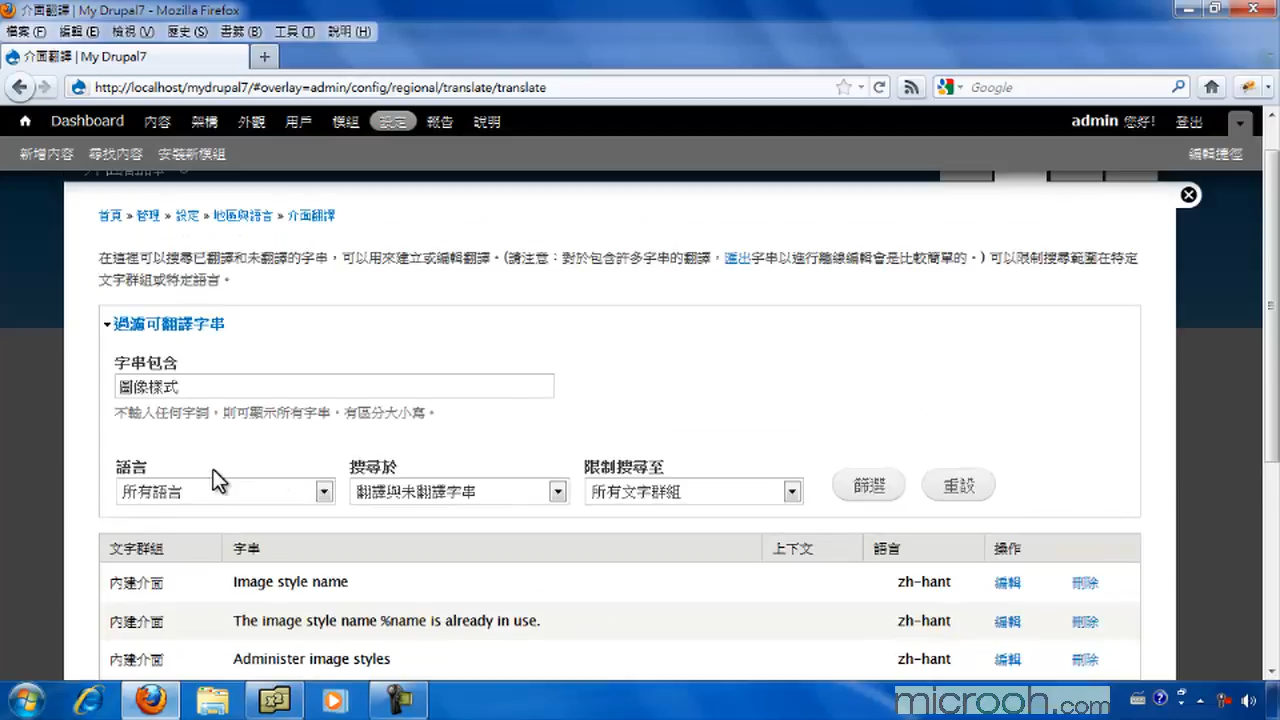 介面翻譯 | My Drupal7 - Mozilla Firefox
檔案 (F) 編輯 (E) 檢視 (V) 歷史 (S) 書籤 (B) 工具 (T) 說明 (H)
介面翻譯 | My Drupal7
http://localhost/mydrupal7/#overlay=admin/config/regional/translate/translate
Google
Dashboard 內容 架構 外觀 用戶 模組 設定 報告 說明 admin 您好! 登出
新增內容 尋找內容 安裝新模組 編輯捷徑
首頁 » 管理 » 設定 » 地區與語言 » 介面翻譯
在這裡可以搜尋已翻譯和未翻譯的字串，可以用來建立或編輯翻譯。(請注意：對於包含許多字串的翻譯，匯出字串以進行離線編輯會是比較簡單的。) 可以限制搜尋範圍在特定
文字群組或特定語言。
過濾可翻譯字串
字串包含
圖像樣式
不輸入任何字詞，則可顯示所有字串。有區分大小寫。
語言 搜尋於 限制搜尋至
所有語言 翻譯與未翻譯字串 所有文字群組 篩選 重設
文字群組 字串 上下文 語言 操作
內建介面 Image style name zh-hant 編輯 刪除
內建介面 The image style name %name is already in use. zh-hant 編輯 刪除
內建介面 Administer image styles zh-hant 編輯 刪除
microoh.com